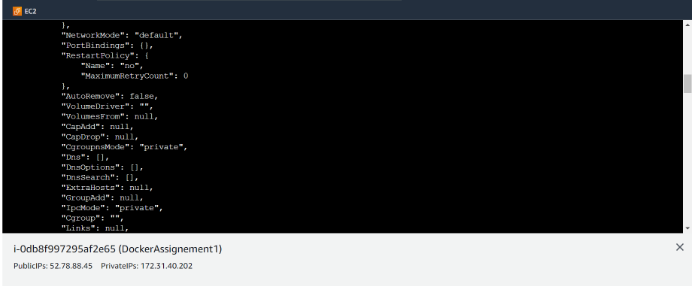 EC2
},
"NetworkMode": "default",
"PortBindings": {},
"RestartPolicy": {
"Name": "no",
"MaximumRetryCount": 0
},
"AutoRemove": false,
"VolumeDriver": "",
"VolumesFrom": null,
"CapAdd": null,
"CapDrop": null,
"CgroupnsMode": "private",
"Dns": [],
"DnsOptions": [],
"DnsSearch": [],
"ExtraHosts": null,
"GroupAdd": null,
"IpcMode": "private",
"Cgroup": "",
"Links": null,
i-0db8f997295af2e65 (DockerAssignement1)
PublicIPs: 52.78.88.45 PrivateIPs: 172.31.40.202